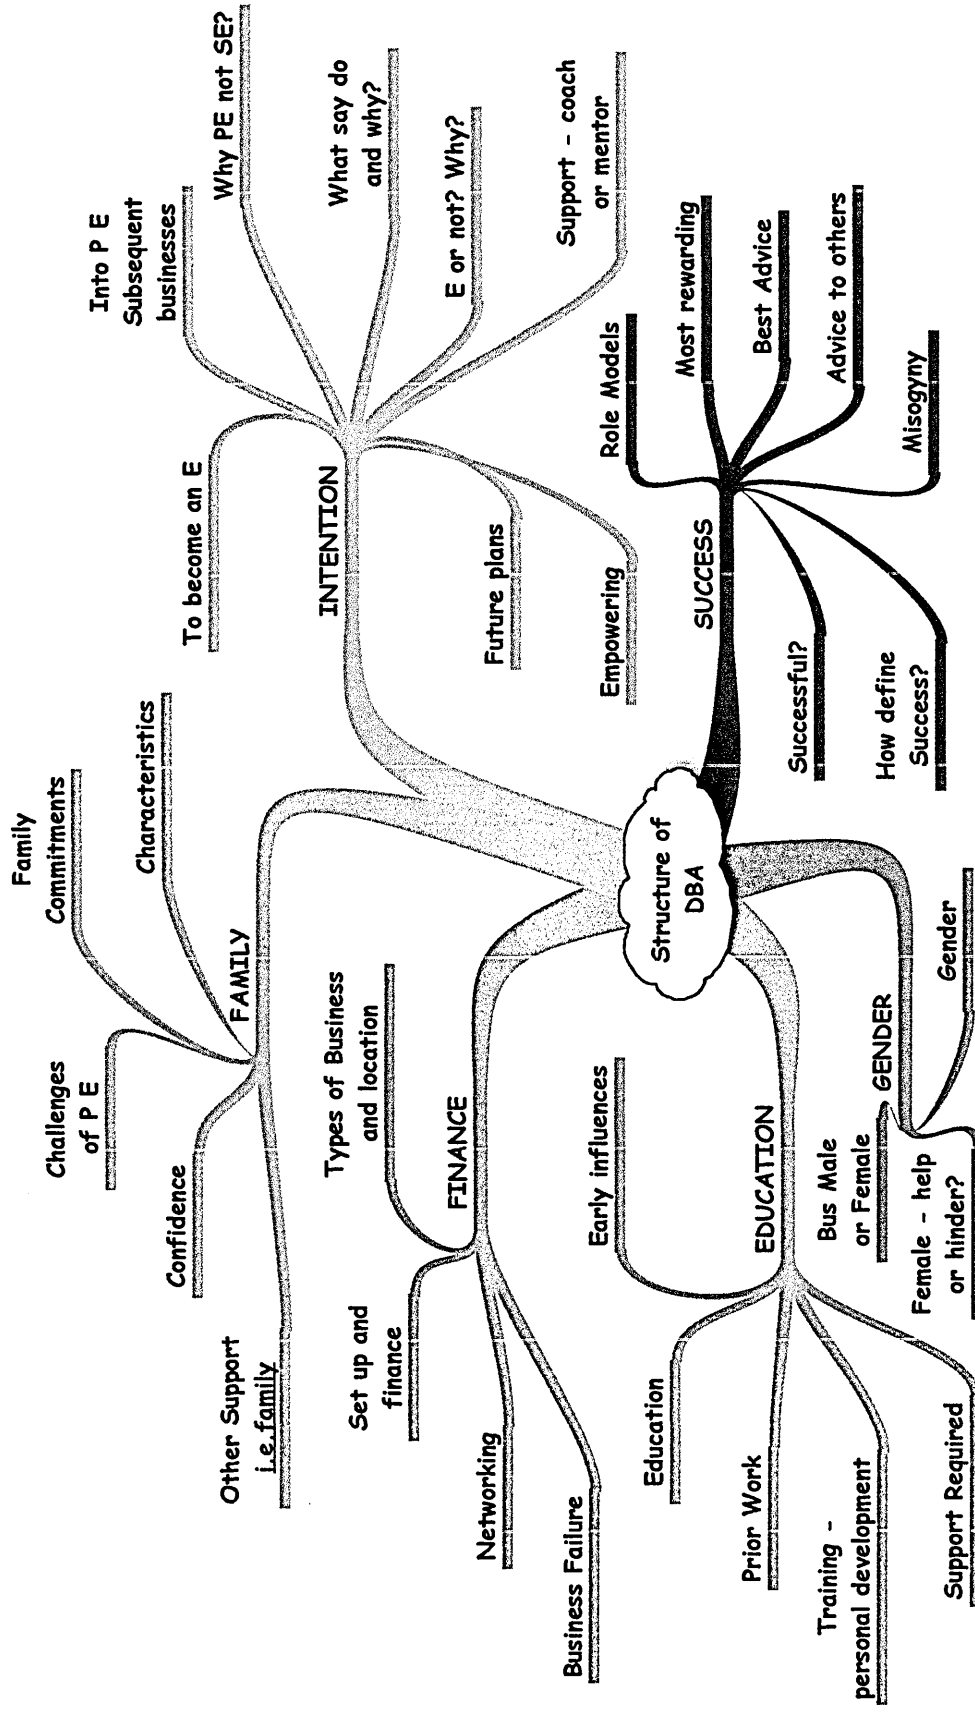 Structure of
DBA
INTENTION
To become an E
Into P E
Subsequent
businesses
Why PE not SE?
What say do
and why?
E or not? Why?
Support - coach
or mentor
Future plans
Empowering
SUCCESS
Role Models
Most rewarding
Best Advice
Advice to others
Misogyny
Successful?
How define
Success?
GENDER
Gender
Bus Male
or Female
Female - help
or hinder?
EDUCATION
Early influences
Education
Prior Work
Training -
personal development
Support Required
FINANCE
Types of Business
and location
Set up and
finance
Networking
Business Failure
FAMILY
Characteristics
Family
Commitments
Challenges
of P E
Confidence
Other Support
i.e.family